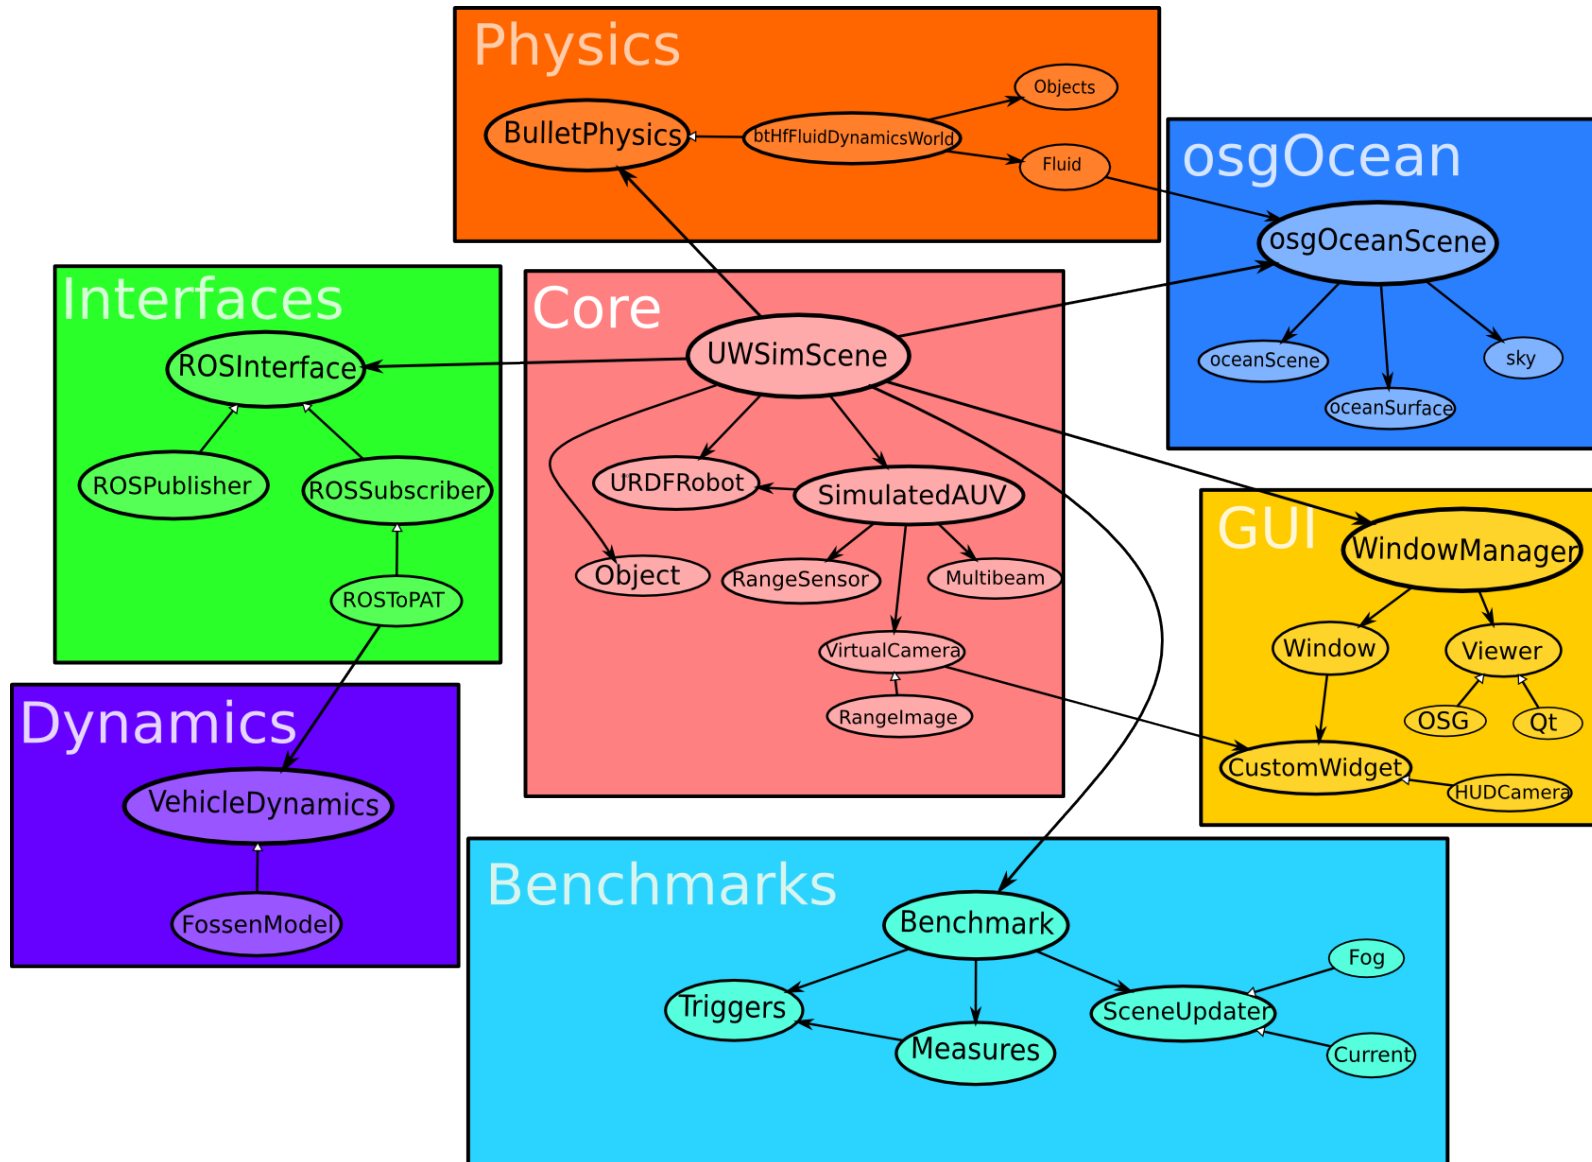 Physics
Objects
BulletPhysics
btHfFluidDynamicsWorld
Fluid
osgOcean
osgOceanScene
oceanScene
sky
oceanSurface
Interfaces
ROSInterface
ROSPublisher
ROSSubscriber
ROSToPAT
Core
UWSimScene
URDFRobot
SimulatedAUV
Object
RangeSensor
Multibeam
VirtualCamera
RangeImage
GUI
WindowManager
Window
Viewer
OSG
Qt
CustomWidget
HUDCamera
Dynamics
VehicleDynamics
FossenModel
Benchmarks
Benchmark
Fog
Triggers
SceneUpdater
Measures
Current